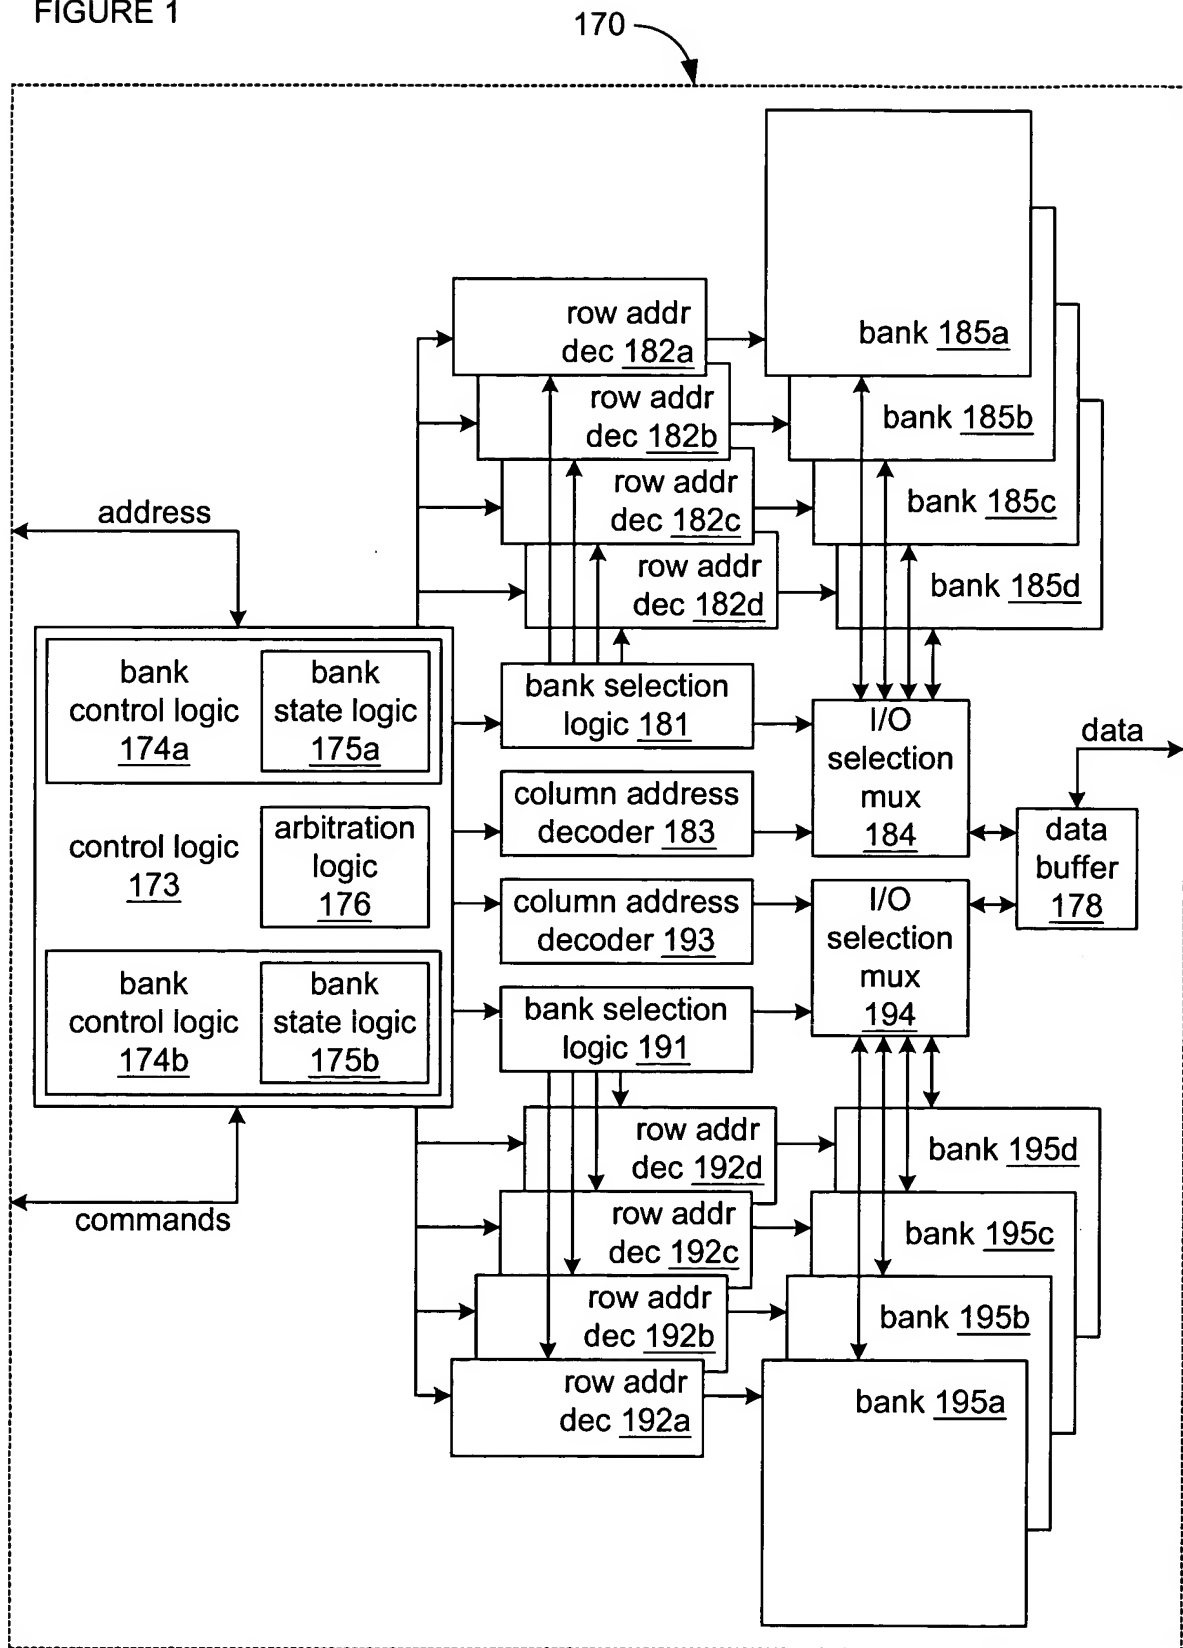 FIGURE 1
170
row addr
dec 182a
bank 185a
row addr
dec 182b
bank 185b
row addr
dec 182c
bank 185c
row addr
dec 182d
bank 185d
address
bank
control logic
174a
bank
state logic
175a
control logic
173
arbitration
logic
176
bank
control logic
174b
bank
state logic
175b
commands
bank selection
logic 181
column address
decoder 183
column address
decoder 193
bank selection
logic 191
I/O
selection
mux
184
I/O
selection
mux
194
data
data
buffer
178
row addr
dec 192d
bank 195d
row addr
dec 192c
bank 195c
row addr
dec 192b
bank 195b
row addr
dec 192a
bank 195a